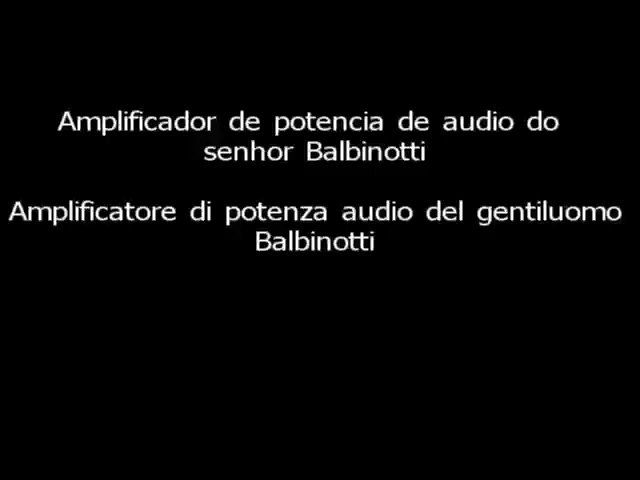 Amplificador de potencia de audio do
senhor Balbinotti
Amplificatore di potenza audio del gentiluomo
Balbinotti